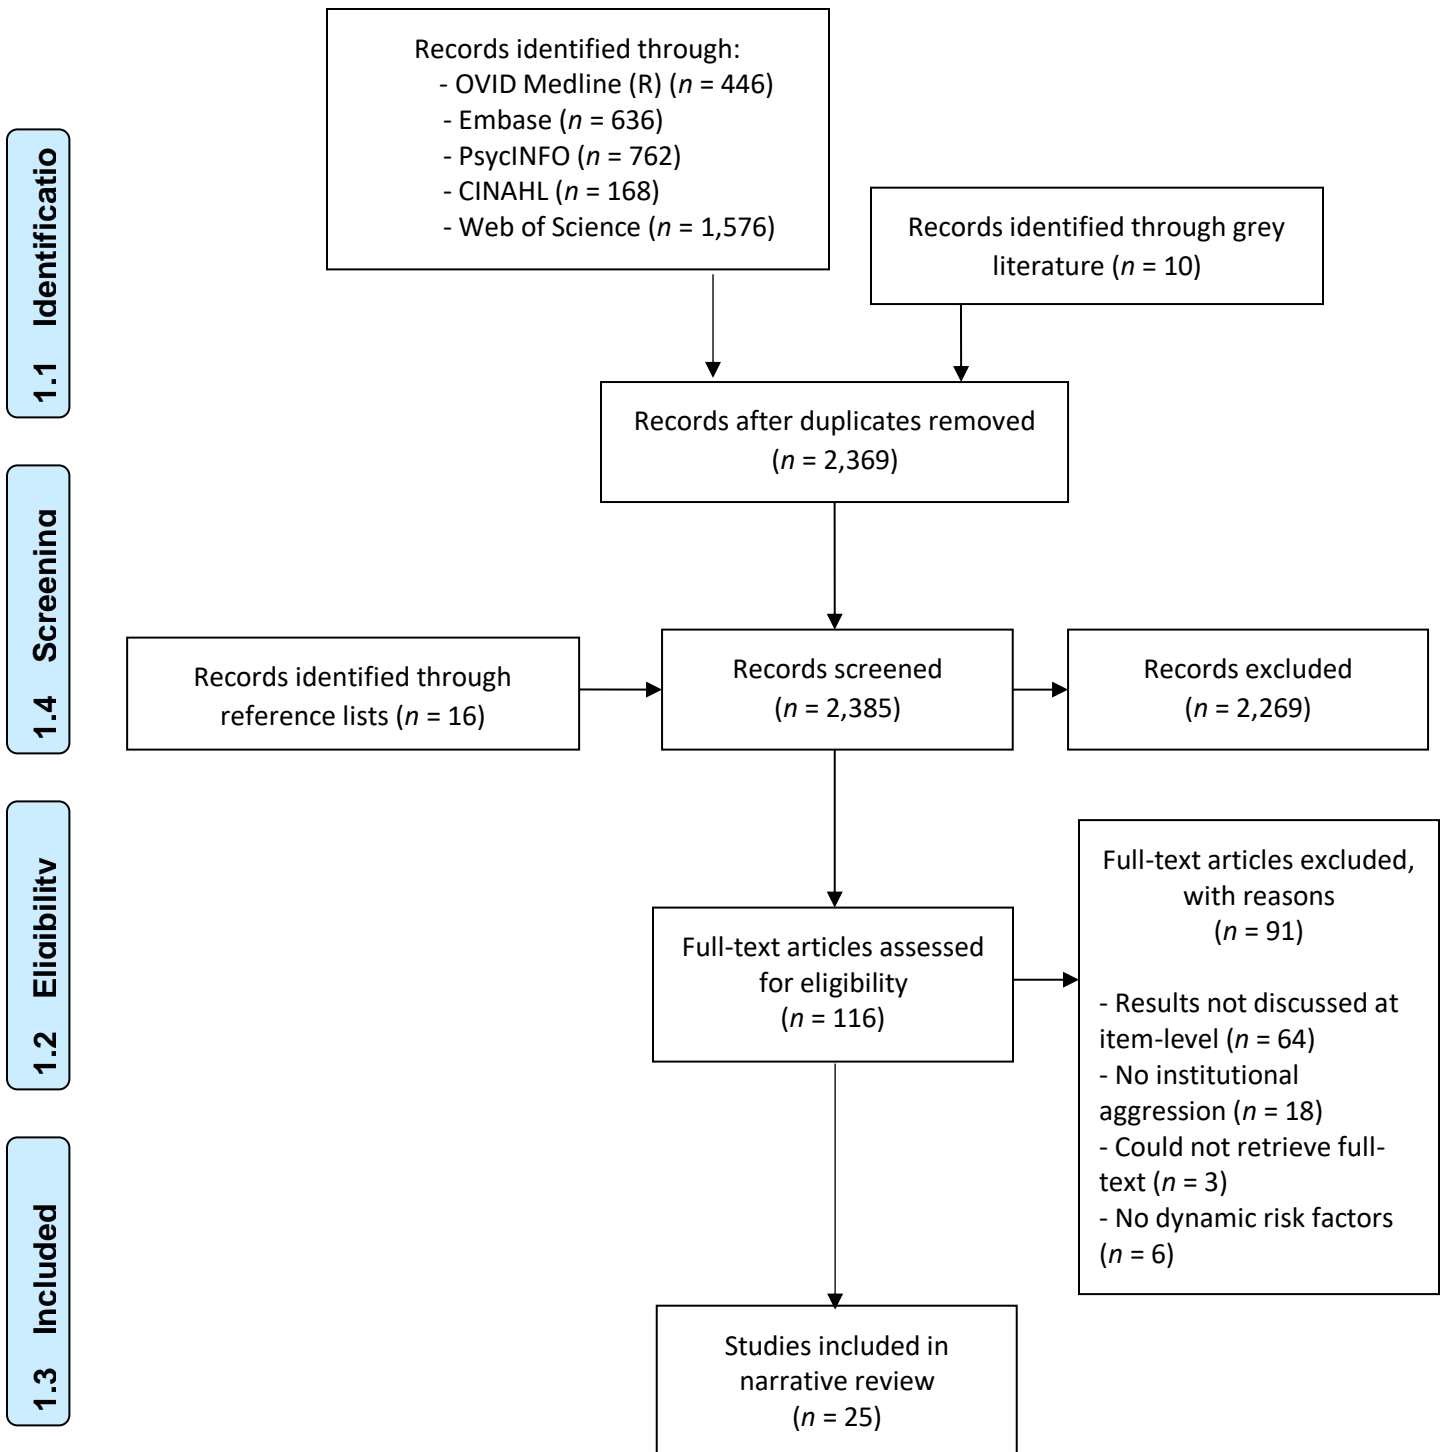 Records identified through:
- OVID Medline (R) (n = 446)
- Embase (n = 636)
- PsycINFO (n = 762)
- CINAHL (n = 168)
- Web of Science (n = 1,576)
Records identified through grey
literature (n = 10)
1.1 Identificatio
Records after duplicates removed
(n = 2,369)
1.4 Screening
Records identified through
reference lists (n = 16)
Records screened
(n = 2,385)
Records excluded
(n = 2,269)
1.2 Eligibility
Full-text articles assessed
for eligibility
(n = 116)
Full-text articles excluded,
with reasons
(n = 91)
- Results not discussed at
item-level (n = 64)
- No institutional
aggression (n = 18)
- Could not retrieve full-
text (n = 3)
- No dynamic risk factors
(n = 6)
1.3 Included
Studies included in
narrative review
(n = 25)